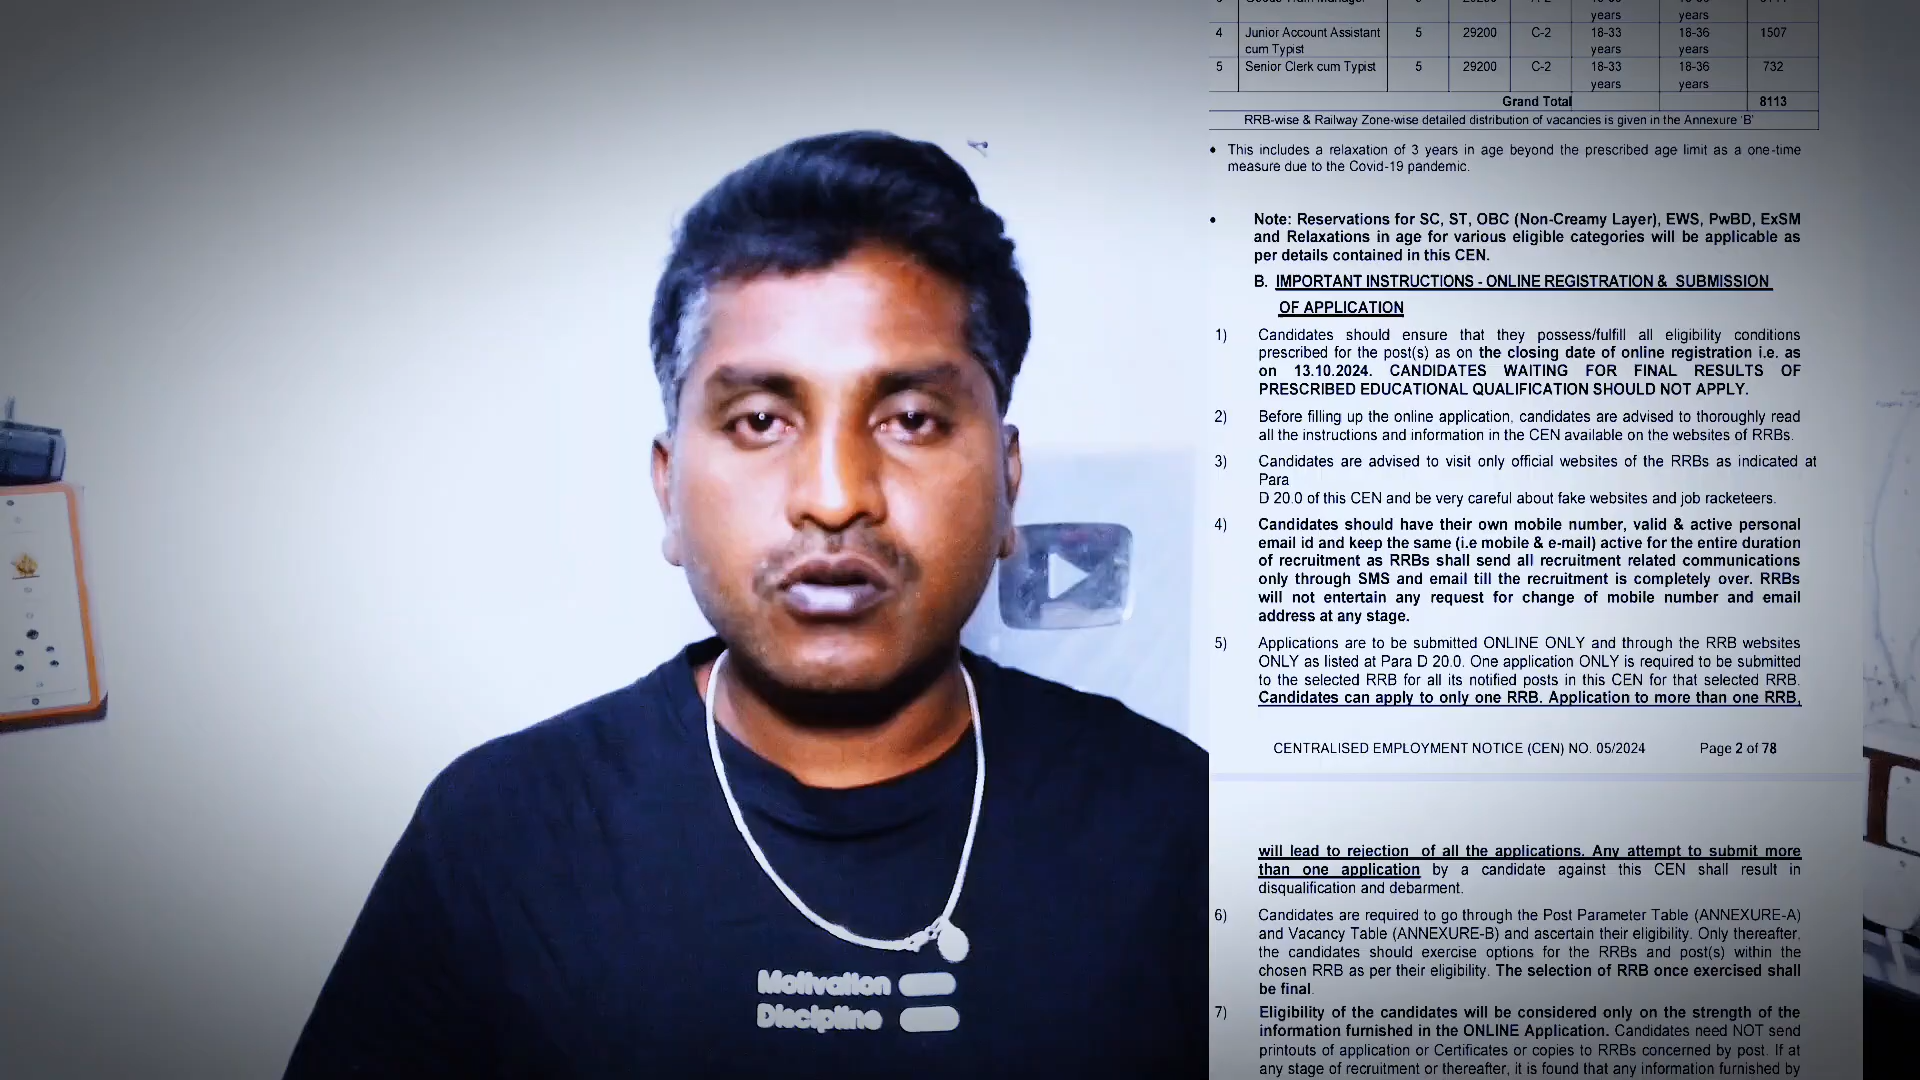 years years
4 Junior Account Assistant 5 29200 C-2 18-33 18-36 1507
cum Typist years years
5 Senior Clerk cum Typist 5 29200 C-2 18-33 18-36 732
years years
Grand Total 8113
RRB-wise & Railway Zone-wise detailed distribution of vacancies is given in the Annexure ‘B’
• This includes a relaxation of 3 years in age beyond the prescribed age limit as a one-time
measure due to the Covid-19 pandemic.
• Note: Reservations for SC, ST, OBC (Non-Creamy Layer), EWS, PwBD, ExSM
and Relaxations in age for various eligible categories will be applicable as
per details contained in this CEN.
B. IMPORTANT INSTRUCTIONS - ONLINE REGISTRATION & SUBMISSION
OF APPLICATION
1) Candidates should ensure that they possess/fulfill all eligibility conditions
prescribed for the post(s) as on the closing date of online registration i.e. as
on 13.10.2024. CANDIDATES WAITING FOR FINAL RESULTS OF
PRESCRIBED EDUCATIONAL QUALIFICATION SHOULD NOT APPLY.
2) Before filling up the online application, candidates are advised to thoroughly read
all the instructions and information in the CEN available on the websites of RRBs.
3) Candidates are advised to visit only official websites of the RRBs as indicated at
Para
D 20.0 of this CEN and be very careful about fake websites and job racketeers.
4) Candidates should have their own mobile number, valid & active personal
email id and keep the same (i.e mobile & e-mail) active for the entire duration
of recruitment as RRBs shall send all recruitment related communications
only through SMS and email till the recruitment is completely over. RRBs
will not entertain any request for change of mobile number and email
address at any stage.
5) Applications are to be submitted ONLINE ONLY and through the RRB websites
ONLY as listed at Para D 20.0. One application ONLY is required to be submitted
to the selected RRB for all its notified posts in this CEN for that selected RRB.
Candidates can apply to only one RRB. Application to more than one RRB,
CENTRALISED EMPLOYMENT NOTICE (CEN) NO. 05/2024 Page 2 of 78
will lead to rejection of all the applications. Any attempt to submit more
than one application by a candidate against this CEN shall result in
disqualification and debarment.
6) Candidates are required to go through the Post Parameter Table (ANNEXURE-A)
and Vacancy Table (ANNEXURE-B) and ascertain their eligibility. Only thereafter,
the candidates should exercise options for the RRBs and post(s) within the
chosen RRB as per their eligibility. The selection of RRB once exercised shall
be final.
7) Eligibility of the candidates will be considered only on the strength of the
information furnished in the ONLINE Application. Candidates need NOT send
printouts of application or Certificates or copies to RRBs concerned by post. If at
any stage of recruitment or thereafter, it is found that any information furnished by
Motivation
Discipline